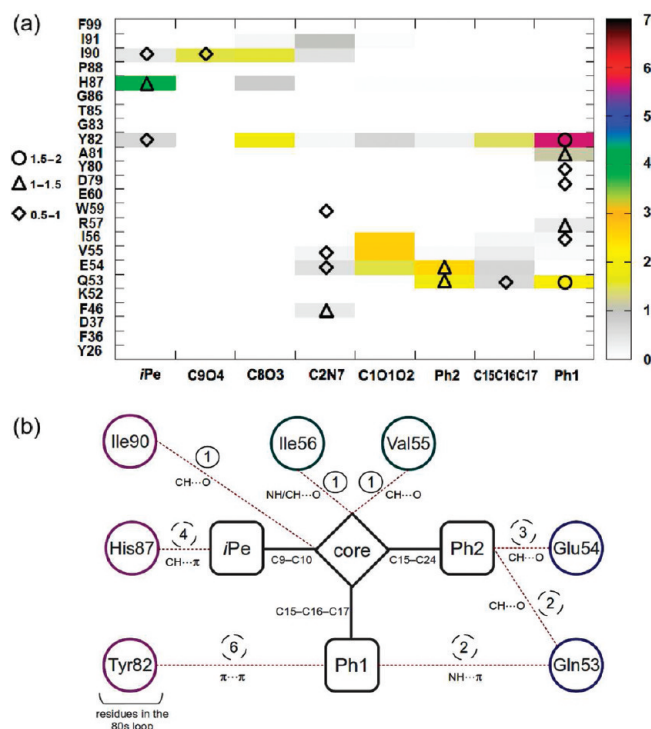 (a)
F99
I91
I90
P88
H87
G86
T85
G83
Y82
A81
Y80
D79
E60
W59
R57
I56
V55
E54
Q53
K52
F46
D37
F36
Y26
1.5-2
1-1.5
0.5-1
iPe C9O4 C8O3 C2N7 C1O1O2 Ph2 C15C16C17 Ph1
7
6
5
4
3
2
1
0
(b)
Ile90 Ile56 Val55
1 1 1
CH···O NH/CH···O CH···O
His87 4 iPe core Ph2 3 Glu54
CH···π C9–C10 C15–C24 CH···O
CH···O 2
C15–C16–C17
Tyr82 6 Ph1 2 Gln53
π···π NH···π
residues in the
80s loop